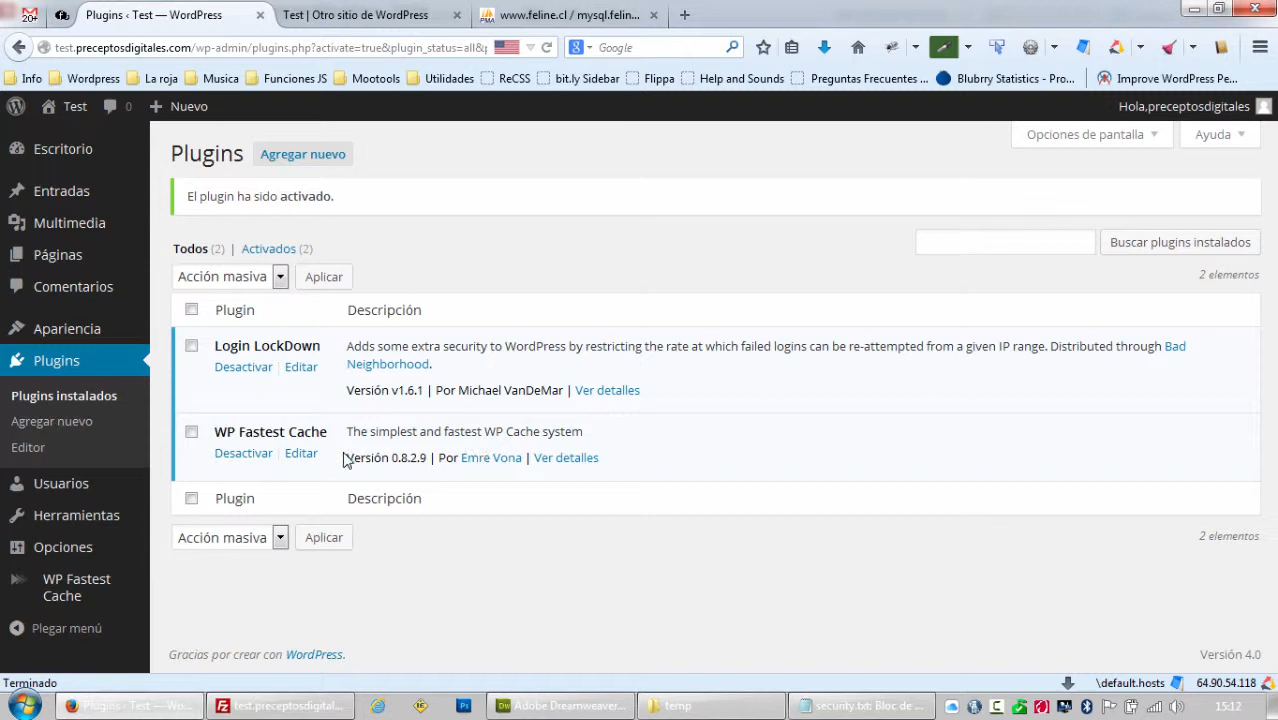 20+
Plugins ‹ Test — WordPress
Test | Otro sitio de WordPress
www.feline.cl / mysql.felin...
test.preceptosdigitales.com/wp-admin/plugins.php?activate=true&plugin_status=all&
Google
Info
Wordpress
La roja
Musica
Funciones JS
Mootools
Utilidades
ReCSS
bit.ly Sidebar
Flippa
Help and Sounds
Preguntas Frecuentes ...
Blubrry Statistics - Pro...
Improve WordPress Pe...
Test
0
Nuevo
Hola,preceptosdigitales
Escritorio
Entradas
Multimedia
Páginas
Comentarios
Apariencia
Plugins
Plugins instalados
Agregar nuevo
Editor
Usuarios
Herramientas
Opciones
WP Fastest
Cache
Plegar menú
Opciones de pantalla
Ayuda
Plugins
Agregar nuevo
El plugin ha sido activado.
Todos (2) | Activados (2)
Buscar plugins instalados
Acción masiva
Aplicar
2 elementos
Plugin
Descripción
Login LockDown
Desactivar | Editar
Adds some extra security to WordPress by restricting the rate at which failed logins can be re-attempted from a given IP range. Distributed through Bad
Neighborhood.
Versión v1.6.1 | Por Michael VanDeMar | Ver detalles
WP Fastest Cache
Desactivar | Editar
The simplest and fastest WP Cache system
Versión 0.8.2.9 | Por Emre Vona | Ver detalles
Plugin
Descripción
Acción masiva
Aplicar
2 elementos
Gracias por crear con WordPress.
Versión 4.0
Terminado
\default.hosts
64.90.54.118
Plugins ‹ Test — Wo...
test.preceptosdigital...
Adobe Dreamweaver...
temp
security.txt: Bloc de ...
15:12